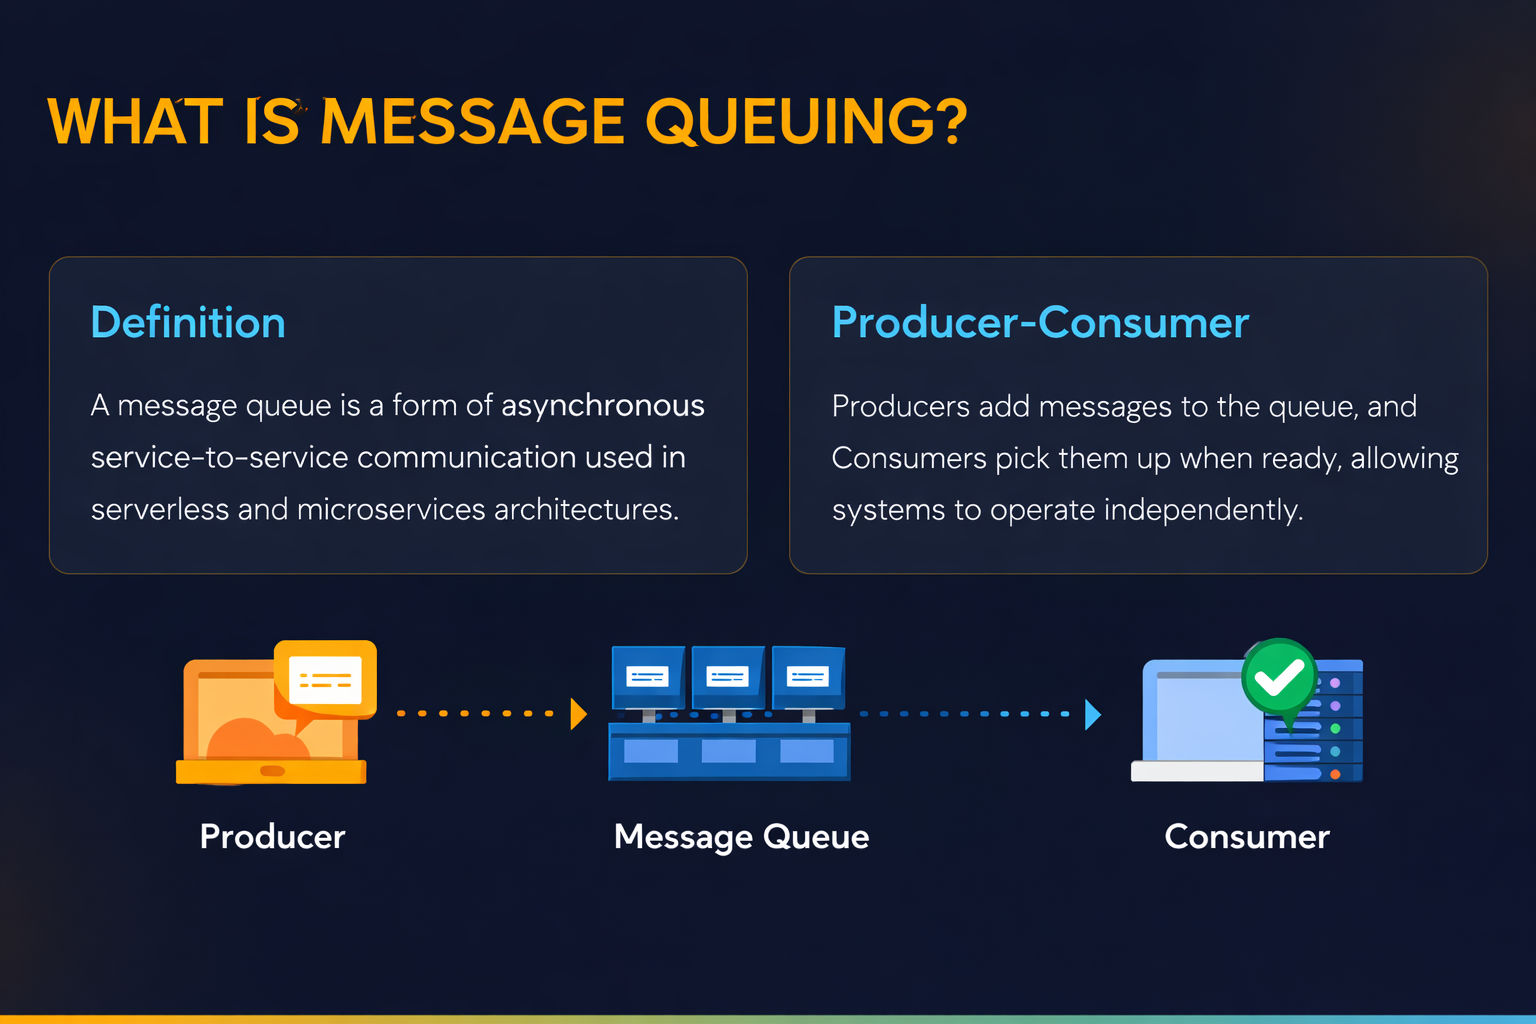 WHAT IS MESSAGE QUEUING?
Definition
A message queue is a form of asynchronous
service-to-service communication used in
serverless and microservices architectures.
Producer-Consumer
Producers add messages to the queue, and
Consumers pick them up when ready, allowing
systems to operate independently.
Producer
Message Queue
Consumer